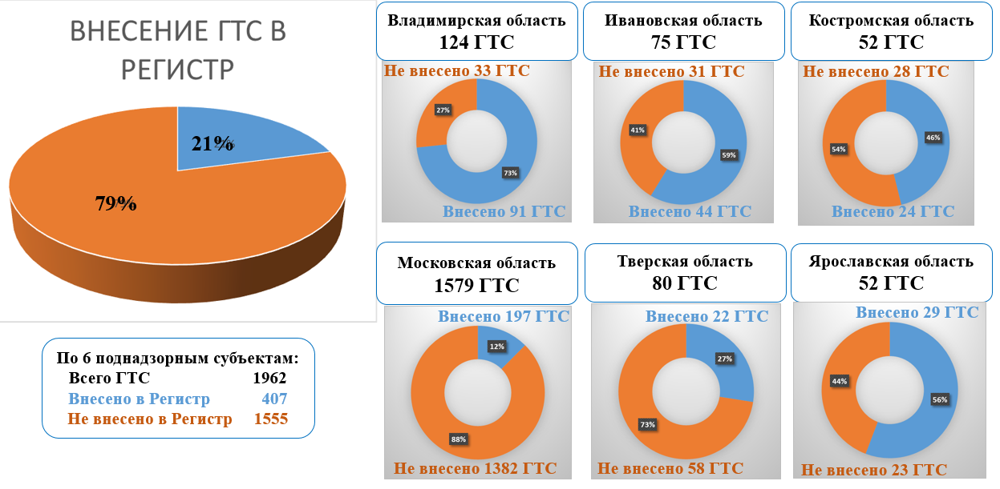 ВНЕСЕНИЕ ГТС В
РЕГИСТР
21%
79%
По 6 поднадзорным субъектам:
Всего ГТС 1962
Внесено в Регистр 407
Не внесено в Регистр 1555
Владимирская область
124 ГТС
Не внесено 33 ГТС
27%
73%
Внесено 91 ГТС
Ивановская область
75 ГТС
Не внесено 31 ГТС
41%
59%
Внесено 44 ГТС
Костромская область
52 ГТС
Не внесено 28 ГТС
46%
54%
Внесено 24 ГТС
Московская область
1579 ГТС
Внесено 197 ГТС
12%
88%
Не внесено 1382 ГТС
Тверская область
80 ГТС
Внесено 22 ГТС
27%
73%
Не внесено 58 ГТС
Ярославская область
52 ГТС
Внесено 29 ГТС
44%
56%
Не внесено 23 ГТС